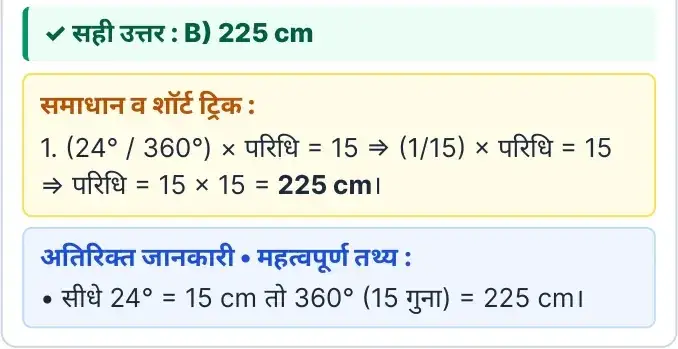 ✓ सही उत्तर : B) 225 cm
समाधान व शॉर्ट ट्रिक :
1. (24° / 360°) × परिधि = 15 ⇒ (1/15) × परिधि = 15
⇒ परिधि = 15 × 15 = 225 cm।
अतिरिक्त जानकारी • महत्वपूर्ण तथ्य :
• सीधे 24° = 15 cm तो 360° (15 गुना) = 225 cm।